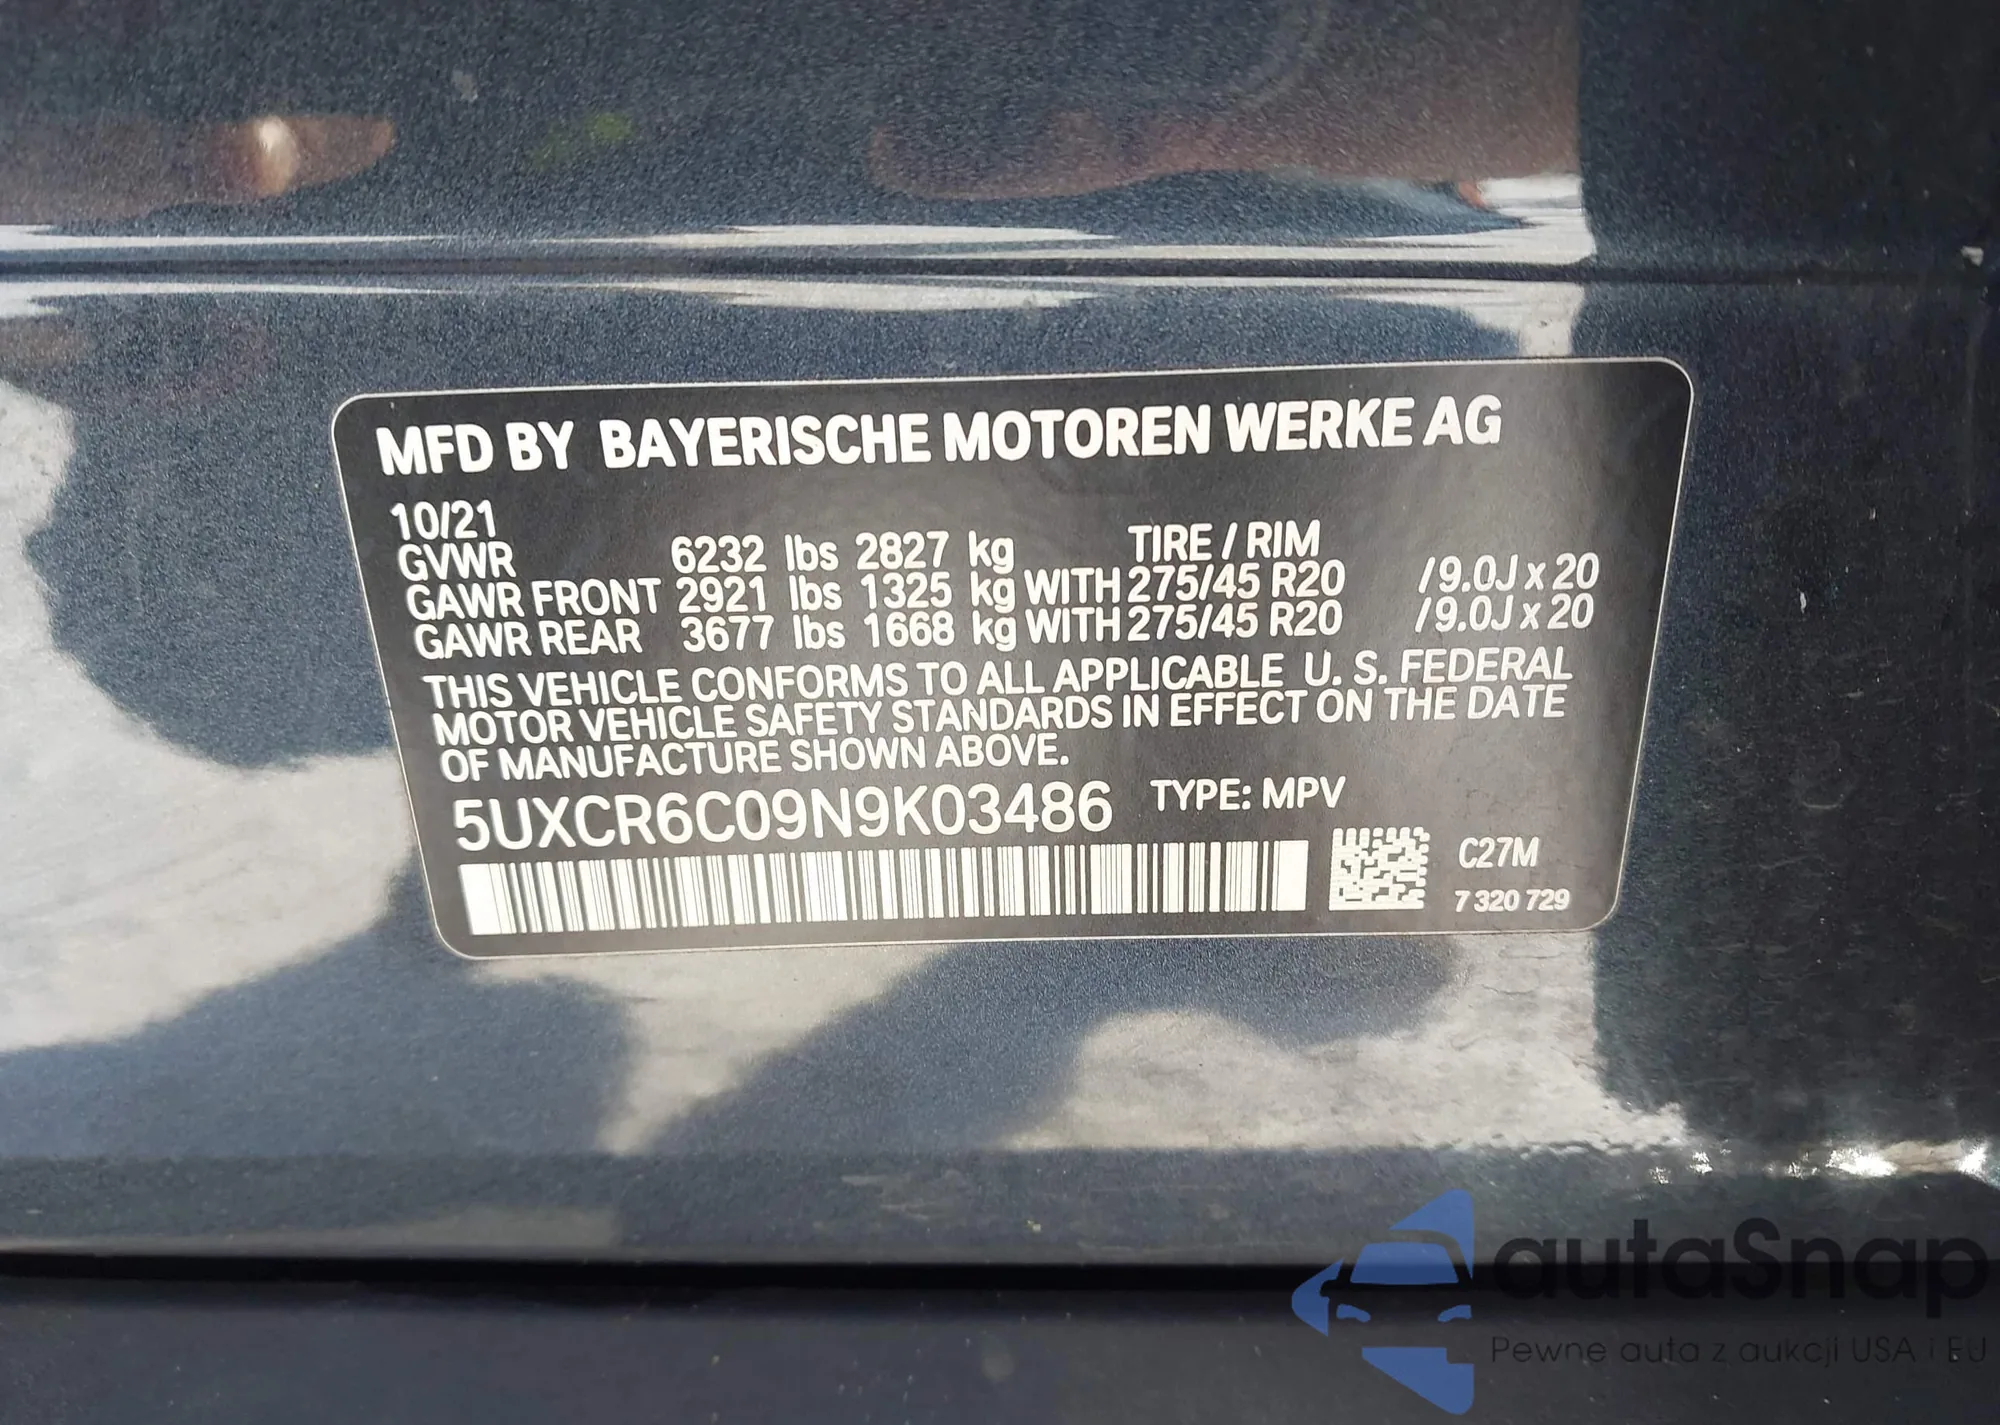 MFD BY BAYERISCHE MOTOREN WERKE AG
10/21
GVWR 6232 lbs 2827 kg TIRE / RIM
GAWR FRONT 2921 lbs 1325 kg WITH 275/45 R20 /9.0J x 20
GAWR REAR 3677 lbs 1668 kg WITH 275/45 R20 /9.0J x 20
THIS VEHICLE CONFORMS TO ALL APPLICABLE U. S. FEDERAL
MOTOR VEHICLE SAFETY STANDARDS IN EFFECT ON THE DATE
OF MANUFACTURE SHOWN ABOVE.
5UXCR6C09N9K03486 TYPE: MPV
C27M
7 320 729
autaSnap
Pewne auta z aukcji USA i EU